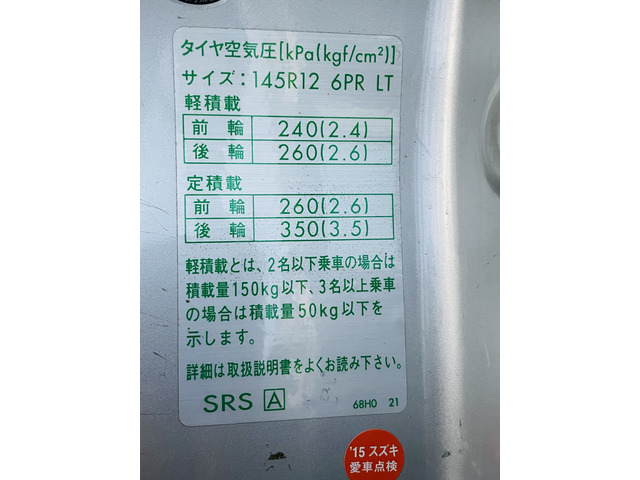 タイヤ空気圧[kPa(kgf/cm²)]
サイズ:145R12 6PR LT
軽積載
前輪 240(2.4)
後輪 260(2.6)
定積載
前輪 260(2.6)
後輪 350(3.5)
軽積載とは、2名以下乗車の場合は
積載量150kg以下、3名以上乗車
の場合は積載量50kg以下を
示します。
詳細は取扱説明書をよくお読み下さい。
SRS A 68H0 21
'15 スズキ
愛車点検